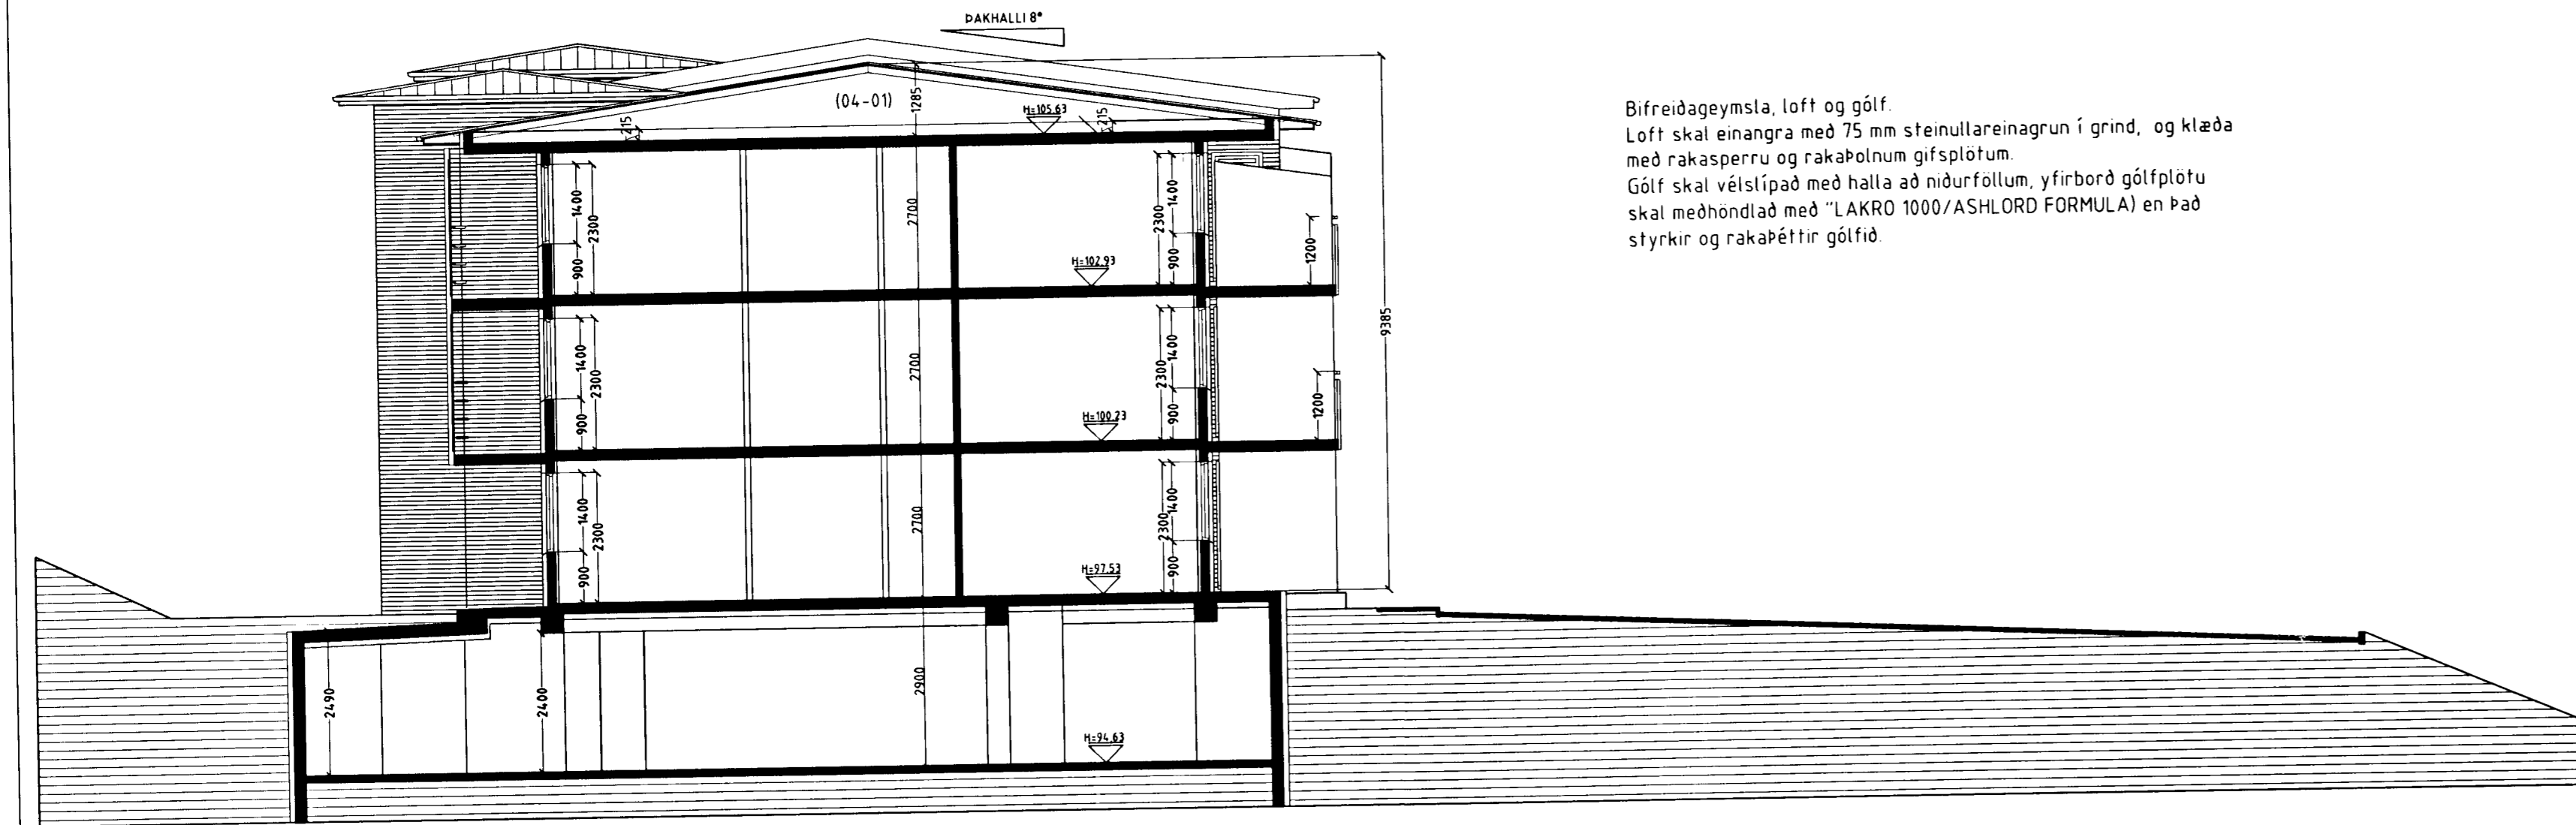 ÞAKHALLI 8°
(04-01)
1285
H=105.63
215
215
Bifreiðageymsla, loft og gólf.
Loft skal einangra með 75 mm steinullareinagrun í grind, og klæða
með rakasperru og rakaþolnum gifsplötum.
Gólf skal vélslípað með halla að niðurföllum, yfirborð gólfplötu
skal meðhöndlað með "LAKRO 1000/ASHLORD FORMULA) en það
styrkir og rakaþéttir gólfið.
1400
2300
900
2700
2300
1400
900
1200
H=102.93
9385
1400
2300
900
2700
2300
1400
900
1200
H=100.23
1400
2300
900
2700
2300
1400
900
H=97.53
2490
2400
2900
H=94.63